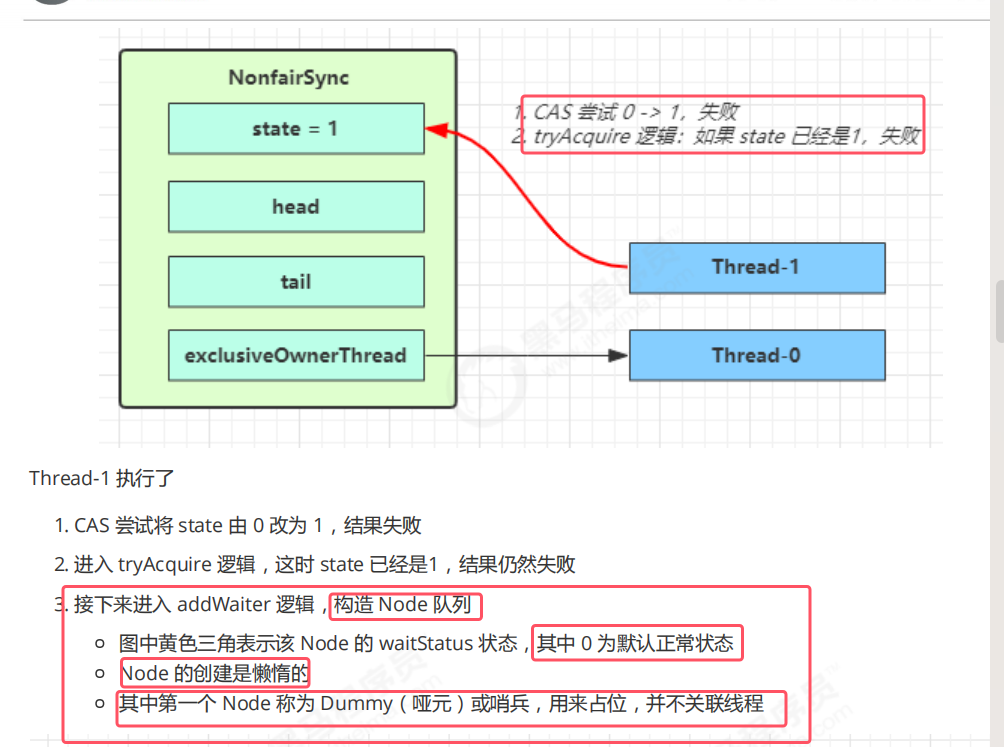 NonfairSync
state = 1
1. CAS 尝试 0 -> 1，失败
2. tryAcquire 逻辑：如果 state 已经是1，失败
head
Thread-1
tail
exclusiveOwnerThread
Thread-0
黑马程序员
Thread-1 执行了
1. CAS 尝试将 state 由 0 改为 1，结果失败
2. 进入 tryAcquire 逻辑，这时 state 已经是1，结果仍然失败
3. 接下来进入 addWaiter 逻辑，构造 Node 队列
图中黄色三角表示该 Node 的 waitStatus 状态，其中 0 为默认正常状态
Node 的创建是懒惰的
其中第一个 Node 称为 Dummy（哑元）或哨兵，用来占位，并不关联线程